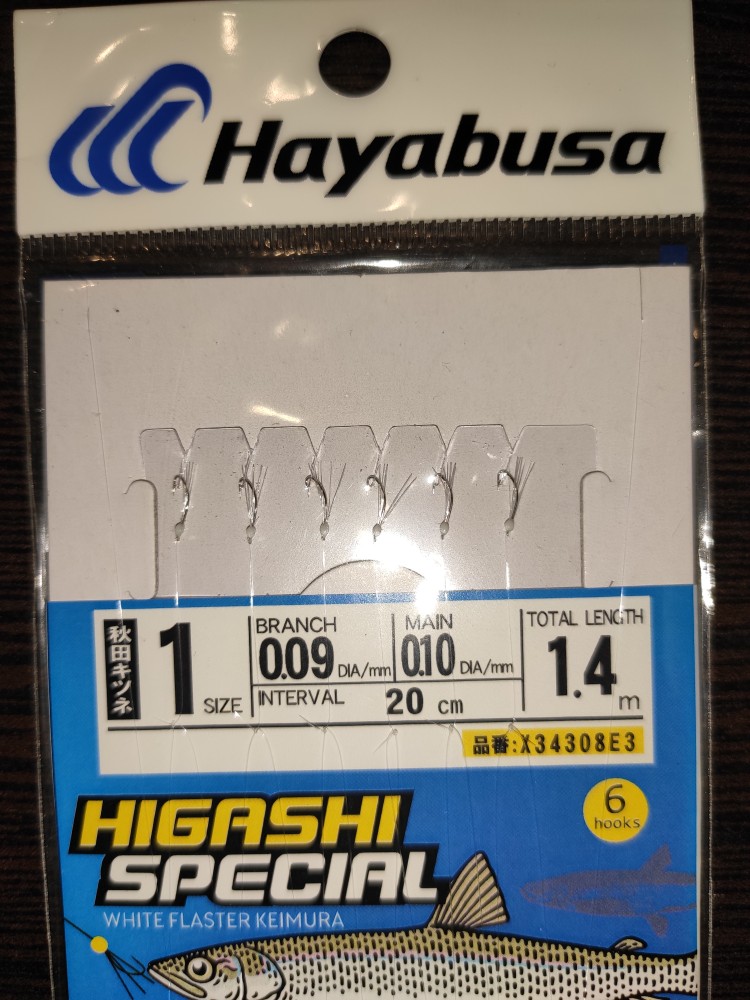 Hayabusa
秋田キツネ
1 SIZE
BRANCH
0.09 DIA/mm
MAIN
0.10 DIA/mm
INTERVAL 20 cm
TOTAL LENGTH
1.4 m
品番:X34308E3
HIGASHI
SPECIAL
WHITE FLASTER KEIMURA
6
hooks